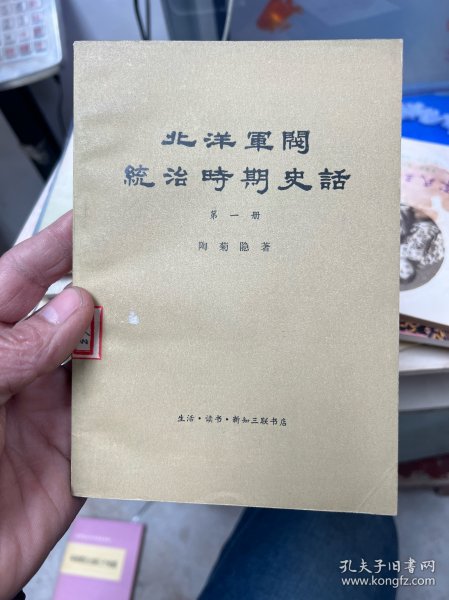 北洋軍閥
統治時期史話
第一册
陶菊隐著
生活·读书·新知三联书店
孔夫子旧书网
www.kongfz.com